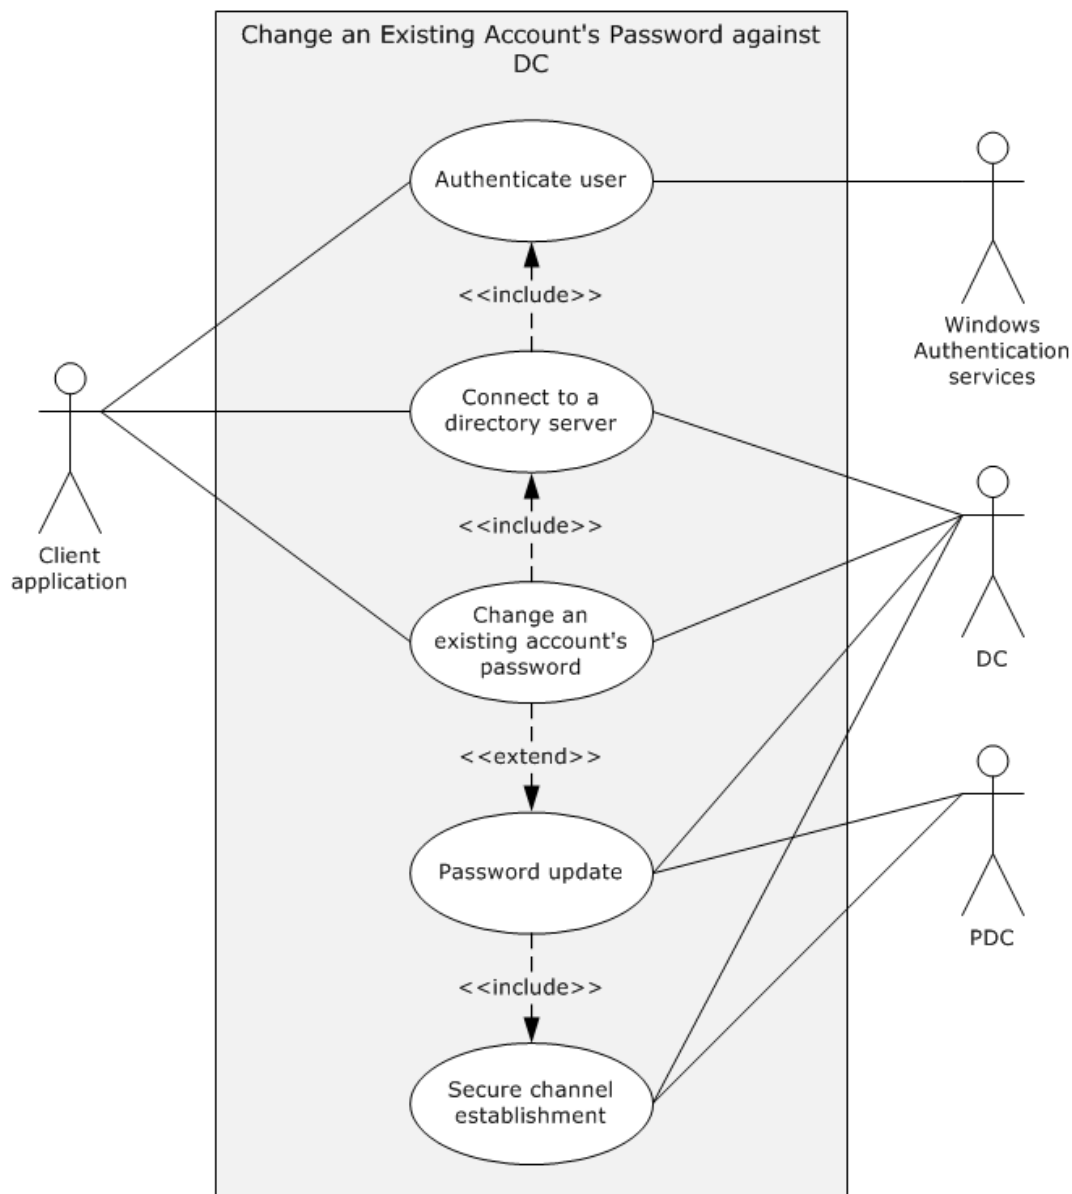 Change an Existing Account's Password against
DC
Authenticate user
<<include>>
Windows
Authentication
services
Connect to a
directory server
Client
application
<<include>>
Change an
existing account's
password
DC
<<extend>>
Password update
PDC
<<include>>
Secure channel
establishment